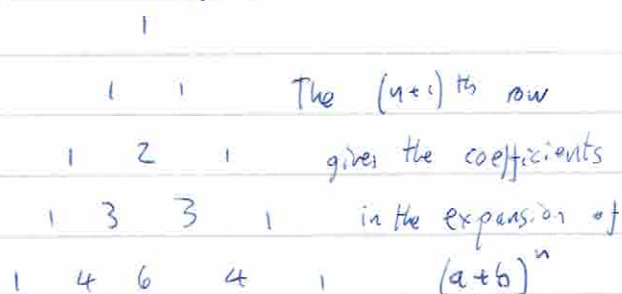 1
1 1 The (n+1)th row
1 2 1 gives the coefficients
1 3 3 1 in the expansion of
1 4 6 4 1 (a+b)^n